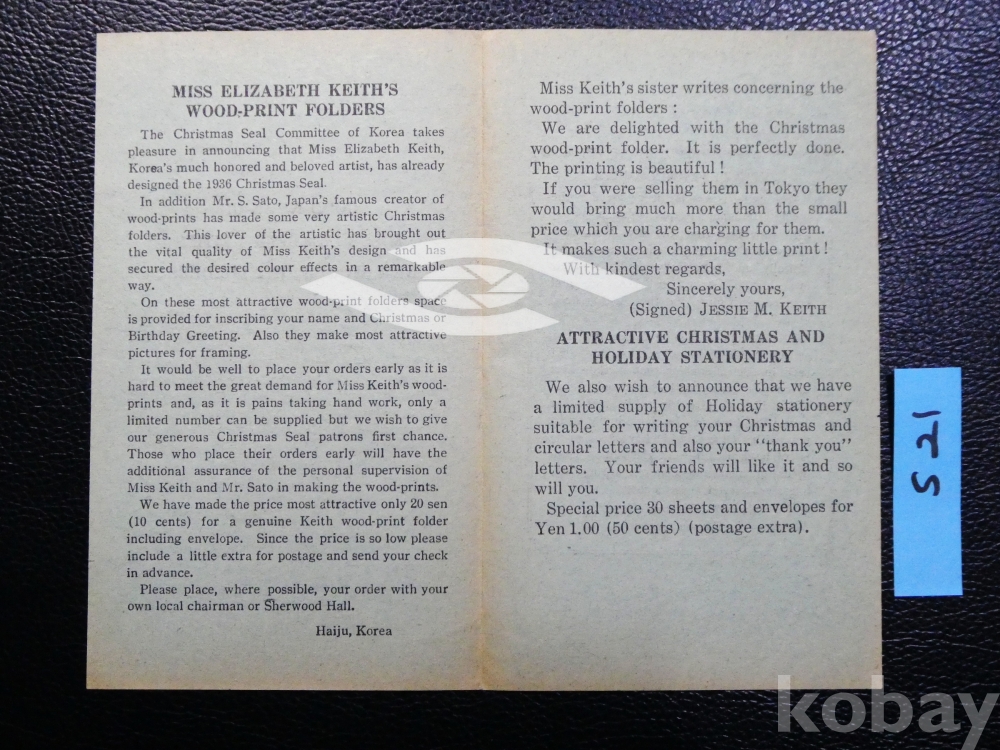 MISS ELIZABETH KEITH'S
WOOD-PRINT FOLDERS
The Christmas Seal Committee of Korea takes
pleasure in announcing that Miss Elizabeth Keith,
Korea's much honored and beloved artist, has already
designed the 1936 Christmas Seal.
In addition Mr. S. Sato, Japan's famous creator of
wood-prints has made some very artistic Christmas
folders. This lover of the artistic has brought out
the vital quality of Miss Keith's design and has
secured the desired colour effects in a remarkable
way.
On these most attractive wood-print folders space
is provided for inscribing your name and Christmas or
Birthday Greeting. Also they make most attractive
pictures for framing.
It would be well to place your orders early as it is
hard to meet the great demand for Miss Keith's wood-
prints and, as it is pains taking hand work, only a
limited number can be supplied but we wish to give
our generous Christmas Seal patrons first chance.
Those who place their orders early will have the
additional assurance of the personal supervision of
Miss Keith and Mr. Sato in making the wood-prints.
We have made the price most attractive only 20 sen
(10 cents) for a genuine Keith wood-print folder
including envelope. Since the price is so low please
include a little extra for postage and send your check
in advance.
Please place, where possible, your order with your
own local chairman or Sherwood Hall.
Haiju, Korea
Miss Keith's sister writes concerning the
wood-print folders :
We are delighted with the Christmas
wood-print folder. It is perfectly done.
The printing is beautiful !
If you were selling them in Tokyo they
would bring much more than the small
price which you are charging for them.
It makes such a charming little print !
With kindest regards,
Sincerely yours,
(Signed) JESSIE M. KEITH
ATTRACTIVE CHRISTMAS AND
HOLIDAY STATIONERY
We also wish to announce that we have
a limited supply of Holiday stationery
suitable for writing your Christmas and
circular letters and also your "thank you"
letters. Your friends will like it and so
will you.
Special price 30 sheets and envelopes for
Yen 1.00 (50 cents) (postage extra).
kobay